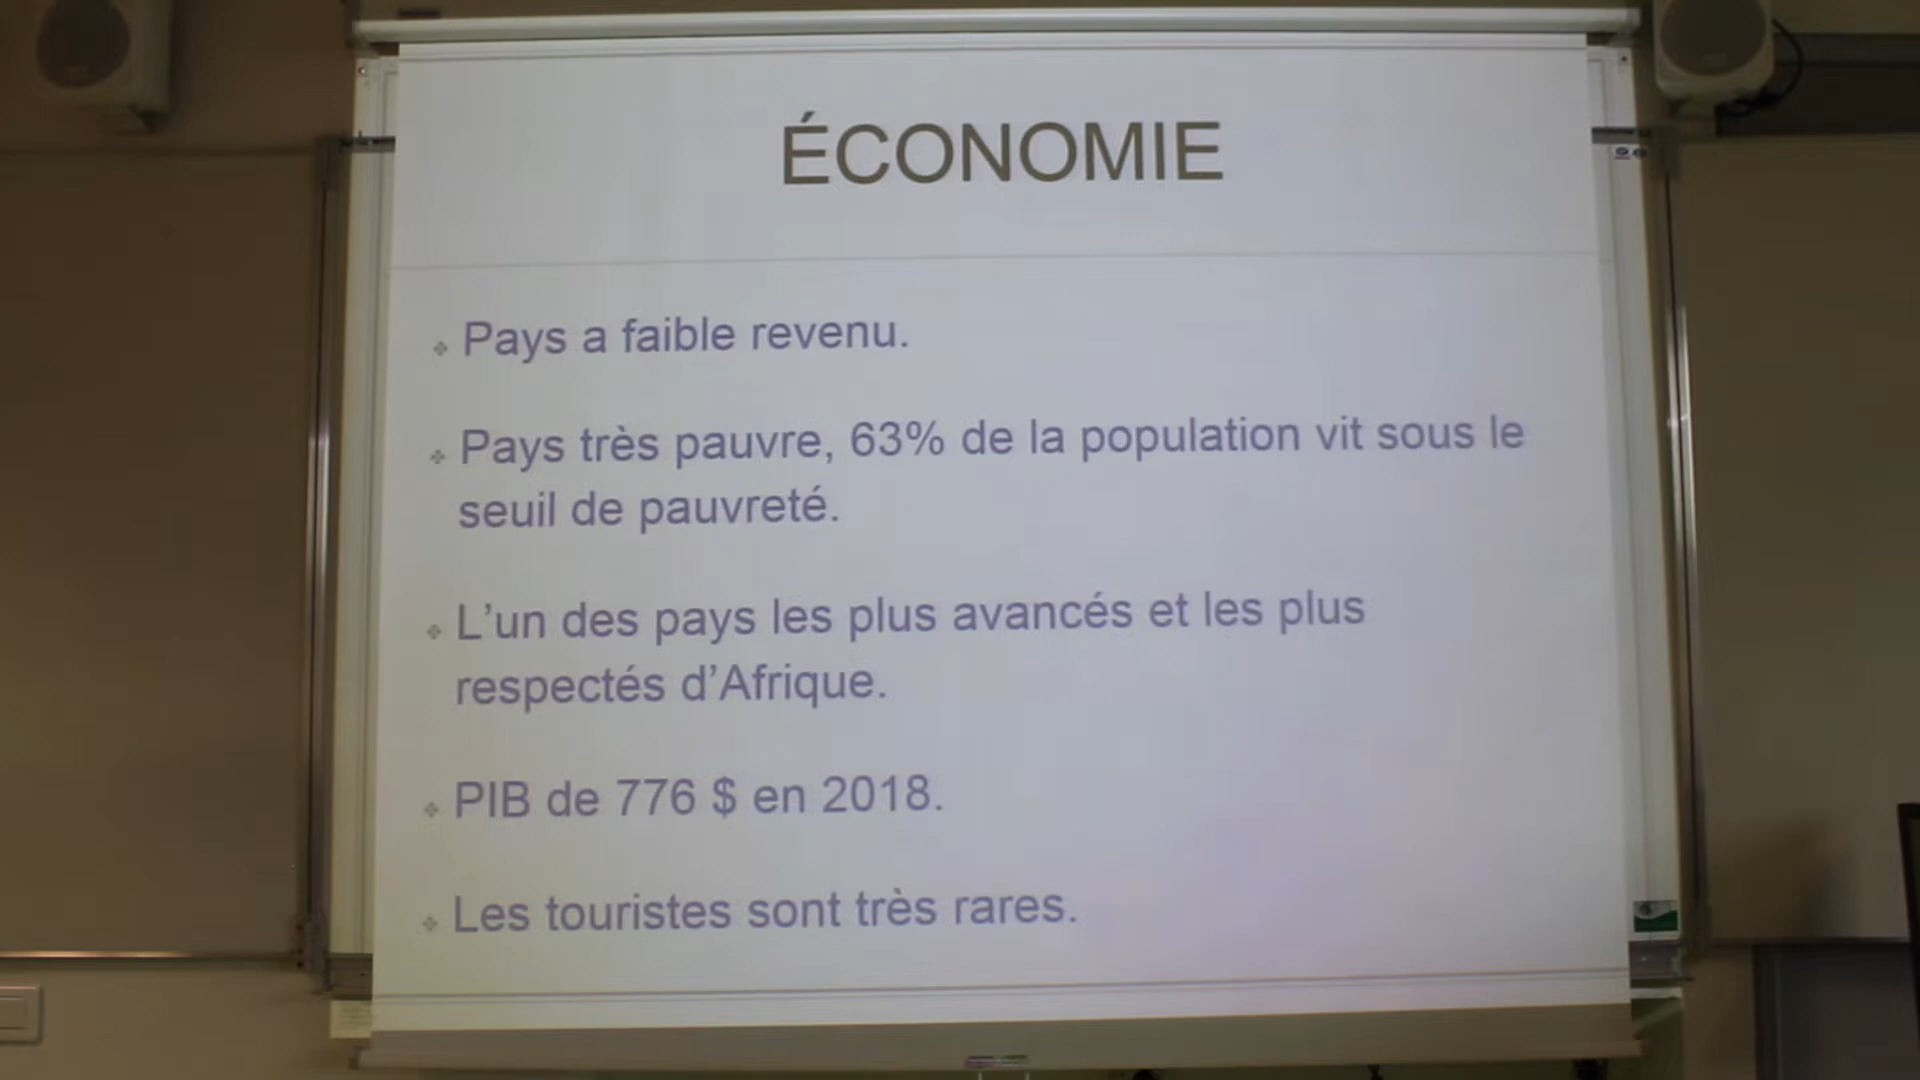 ÉCONOMIE
Pays a faible revenu.
Pays très pauvre, 63% de la population vit sous le
seuil de pauvreté.
L’un des pays les plus avancés et les plus
respectés d’Afrique.
PIB de 776 $ en 2018.
Les touristes sont très rares.